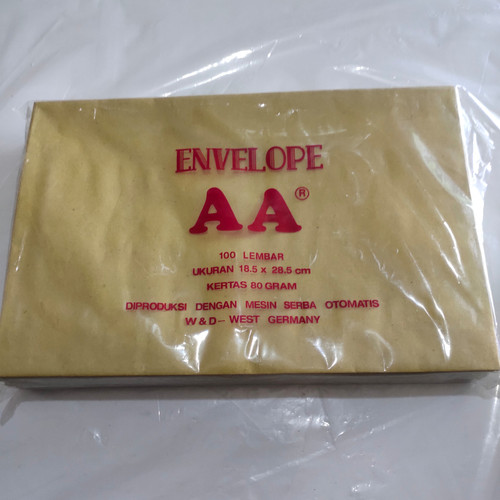 ENVELOPE
AA®
100 LEMBAR
UKURAN 18.5 x 28.5 cm
KERTAS 80 GRAM
DIPRODUKSI DENGAN MESIN SERBA OTOMATIS
W & D – WEST GERMANY